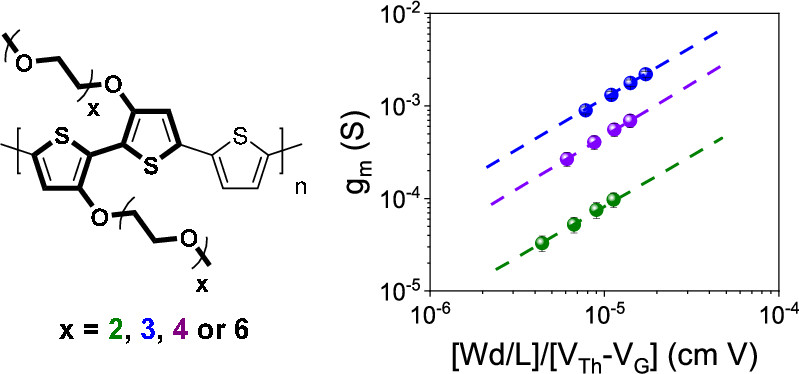 O
x
O
S
S
S
n
O
O
x
x = 2, 3, 4 or 6
10⁻²
10⁻³
10⁻⁴
10⁻⁵
gₘ (S)
10⁻⁶
10⁻⁵
10⁻⁴
[Wd/L]/[V_Th-V_G] (cm V)